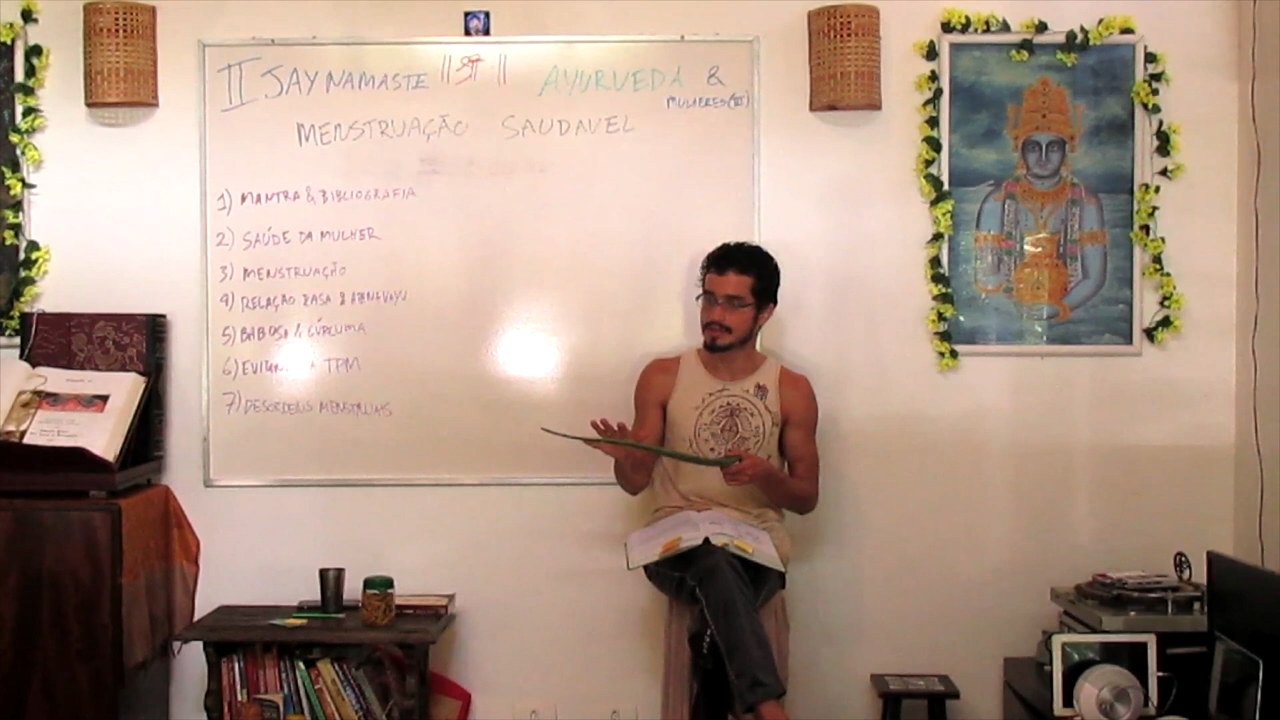 II JAY NAMASTE || श्री || AYURVEDA &
MULHERES (III)
MENSTRUAÇÃO SAUDAVEL
1) MANTRA & BIBLIOGRAFIA
2) SAÚDE DA MULHER
3) MENSTRUAÇÃO
4) RELAÇÃO RASA &
5) BABOSA & CÚRCUMA
6) A TPM
7) DESORDENS MENSTRUAIS